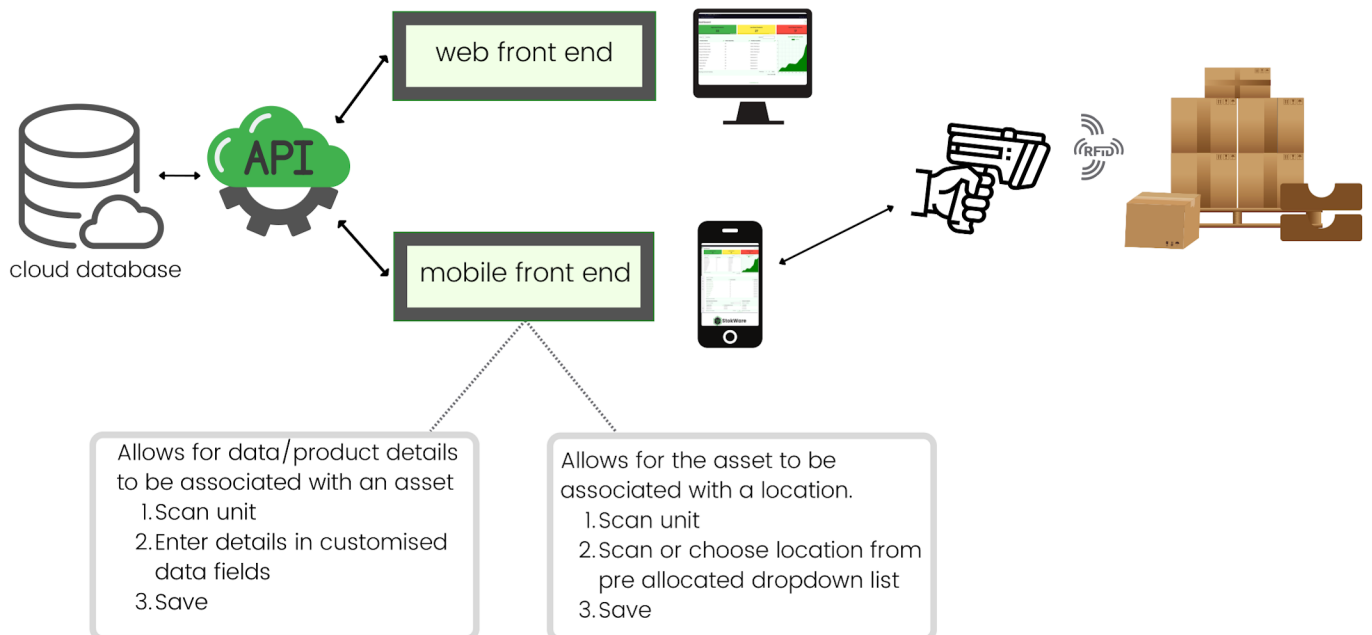 web front end
API
cloud database
mobile front end
RFID
StokWare
Allows for data/product details
to be associated with an asset
1.Scan unit
2.Enter details in customised
data fields
3.Save
Allows for the asset to be
associated with a location.
1.Scan unit
2.Scan or choose location from
pre allocated dropdown list
3.Save